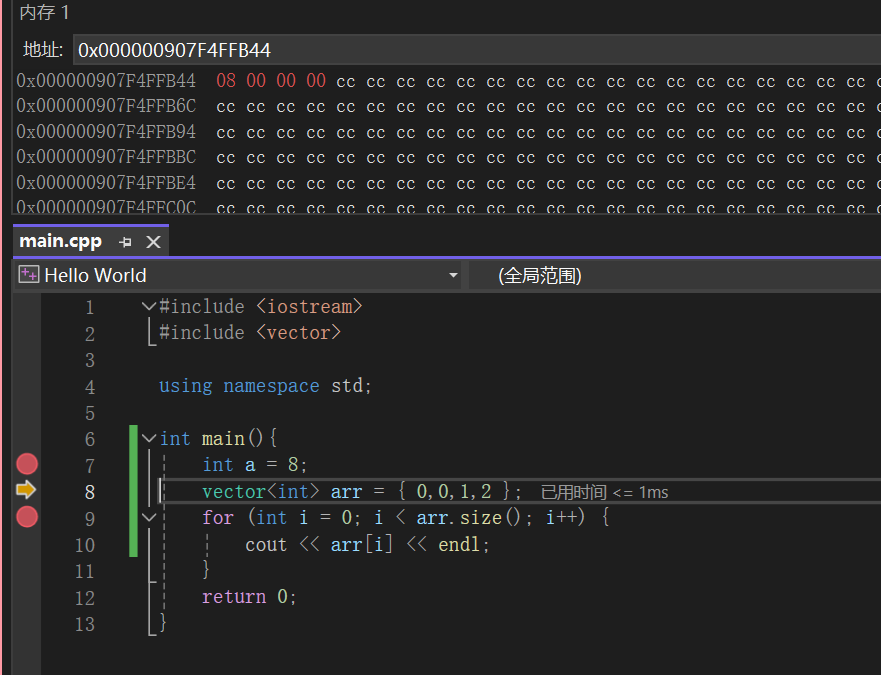 内存 1
地址: 0x000000907F4FFB44
0x000000907F4FFB44 08 00 00 00 cc cc cc cc cc cc cc cc cc cc cc cc cc cc cc cc cc cc
0x000000907F4FFB6C cc cc cc cc cc cc cc cc cc cc cc cc cc cc cc cc cc cc cc cc cc cc
0x000000907F4FFB94 cc cc cc cc cc cc cc cc cc cc cc cc cc cc cc cc cc cc cc cc cc cc
0x000000907F4FFBBC cc cc cc cc cc cc cc cc cc cc cc cc cc cc cc cc cc cc cc cc cc cc
0x000000907F4FFBE4 cc cc cc cc cc cc cc cc cc cc cc cc cc cc cc cc cc cc cc cc cc cc
0x000000907F4FFC0C cc cc cc cc cc cc cc cc cc cc cc cc cc cc cc cc cc cc cc cc cc cc
main.cpp
Hello World (全局范围)
1 #include <iostream>
2 #include <vector>
3
4 using namespace std;
5
6 int main(){
7 int a = 8;
8 vector<int> arr = { 0,0,1,2 }; 已用时间 <= 1ms
9 for (int i = 0; i < arr.size(); i++) {
10 cout << arr[i] << endl;
11 }
12 return 0;
13 }